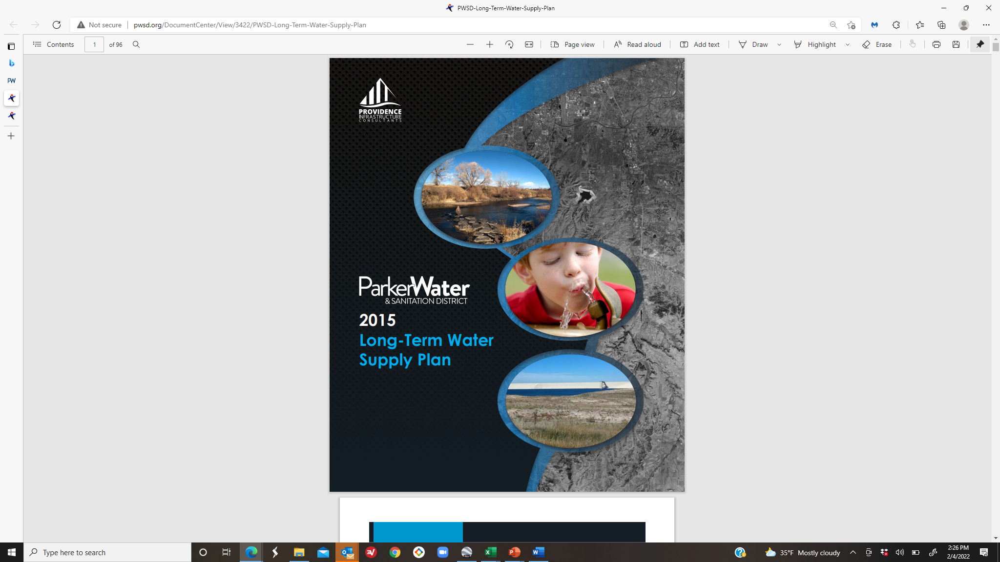 PWSD-Long-Term-Water-Supply-Plan
Not secure pwsd.org/DocumentCenter/View/3422/PWSD-Long-Term-Water-Supply-Plan
Contents 1 of 96 Page view Read aloud Add text Draw Highlight Erase
PW
PROVIDENCE
INFRASTRUCTURE
CONSULTANTS
ParkerWater
& SANITATION DISTRICT
2015
Long-Term Water
Supply Plan
Type here to search
35°F Mostly cloudy
2:26 PM
2/4/2022